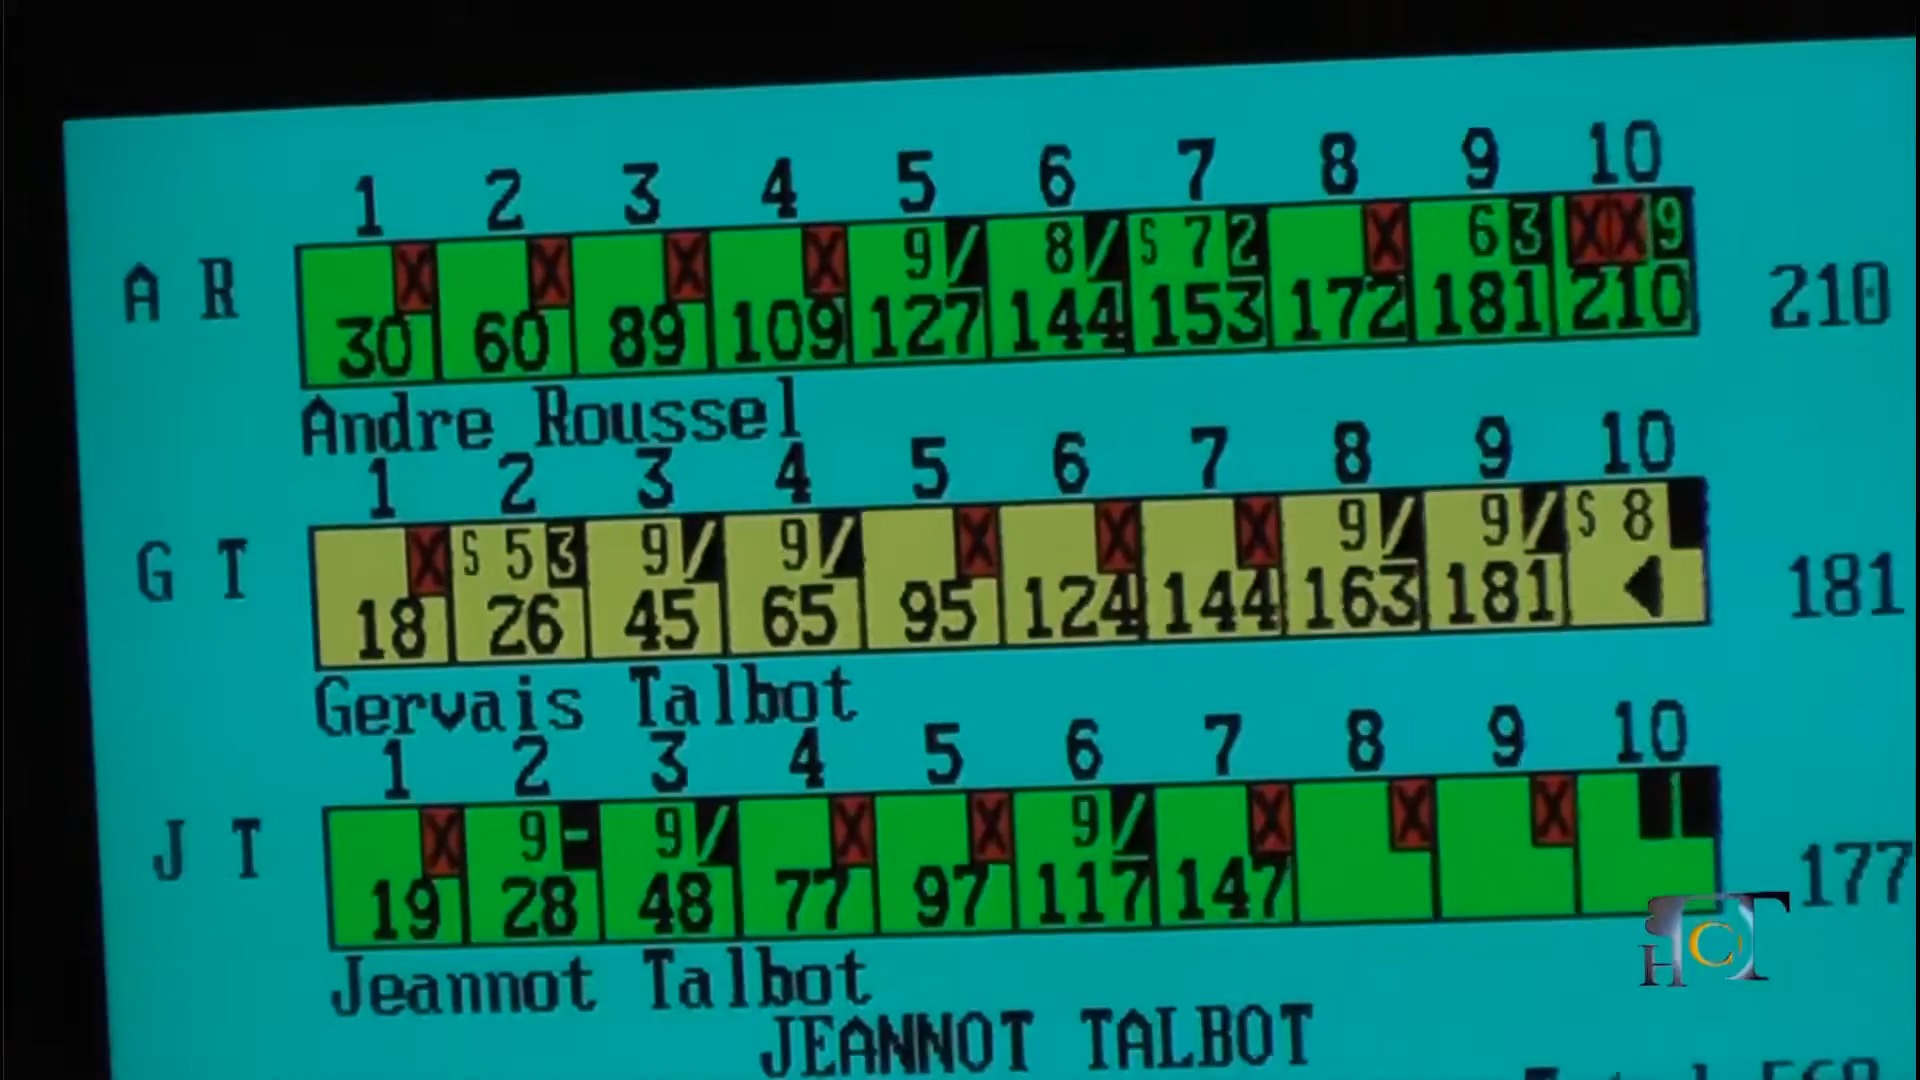 1 2 3 4 5 6 7 8 9 10
A R X X X X 9 / 8 / S 7 2 X 6 3 X X 9
30 60 89 109 127 144 153 172 181 210 210
Andre Roussel
1 2 3 4 5 6 7 8 9 10
G T X S 5 3 9 / 9 / X X X 9 / 9 / S 8
18 26 45 65 95 124 144 163 181 181
Gervais Talbot
1 2 3 4 5 6 7 8 9 10
J T X 9 - 9 / X X 9 / X X X
19 28 48 77 97 117 147 177
Jeannot Talbot
HCT
JEANNOT TALBOT